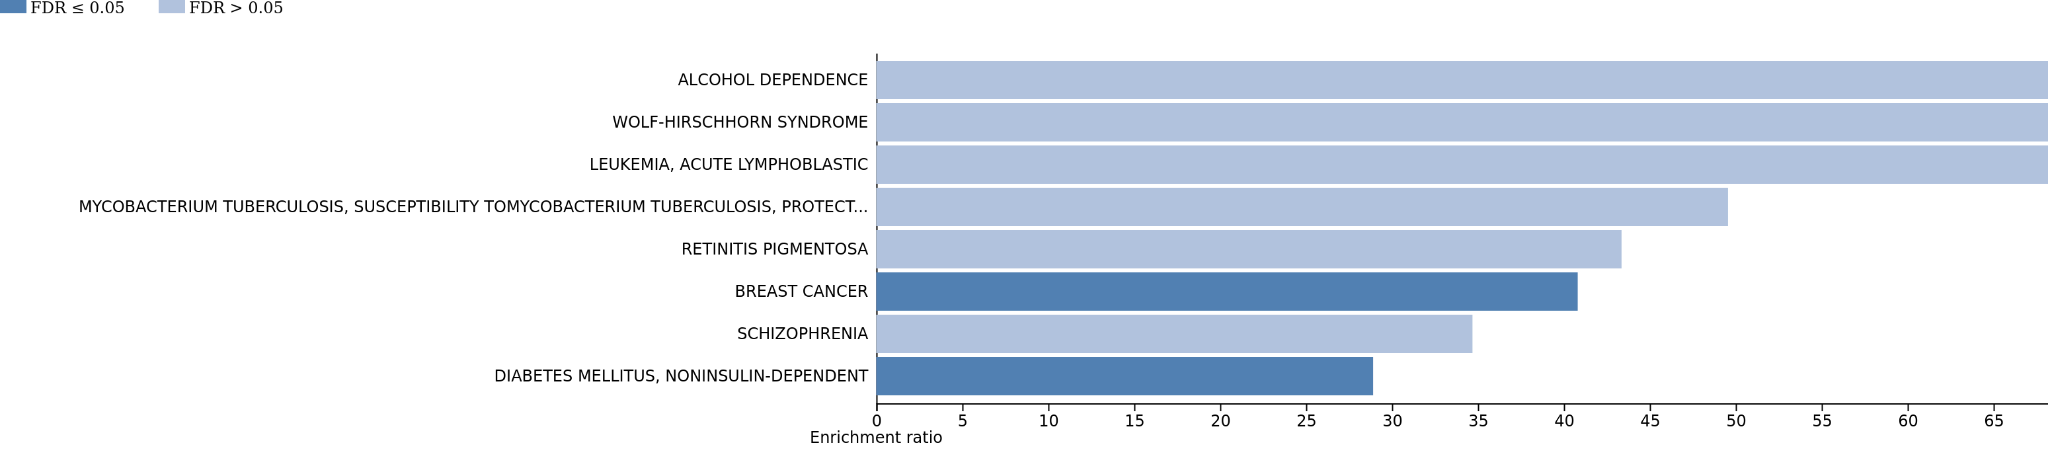 FDR ≤ 0.05 FDR > 0.05
ALCOHOL DEPENDENCE
WOLF-HIRSCHHORN SYNDROME
LEUKEMIA, ACUTE LYMPHOBLASTIC
MYCOBACTERIUM TUBERCULOSIS, SUSCEPTIBILITY TOMYCOBACTERIUM TUBERCULOSIS, PROTECT...
RETINITIS PIGMENTOSA
BREAST CANCER
SCHIZOPHRENIA
DIABETES MELLITUS, NONINSULIN-DEPENDENT
0 5 10 15 20 25 30 35 40 45 50 55 60 65
Enrichment ratio